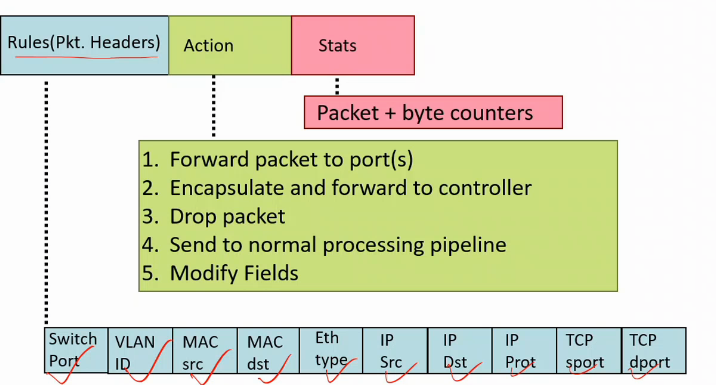 Rules(Pkt. Headers) Action Stats
Packet + byte counters
1. Forward packet to port(s)
2. Encapsulate and forward to controller
3. Drop packet
4. Send to normal processing pipeline
5. Modify Fields
Switch Port
VLAN ID
MAC src
MAC dst
Eth type
IP Src
IP Dst
IP Prot
TCP sport
TCP dport